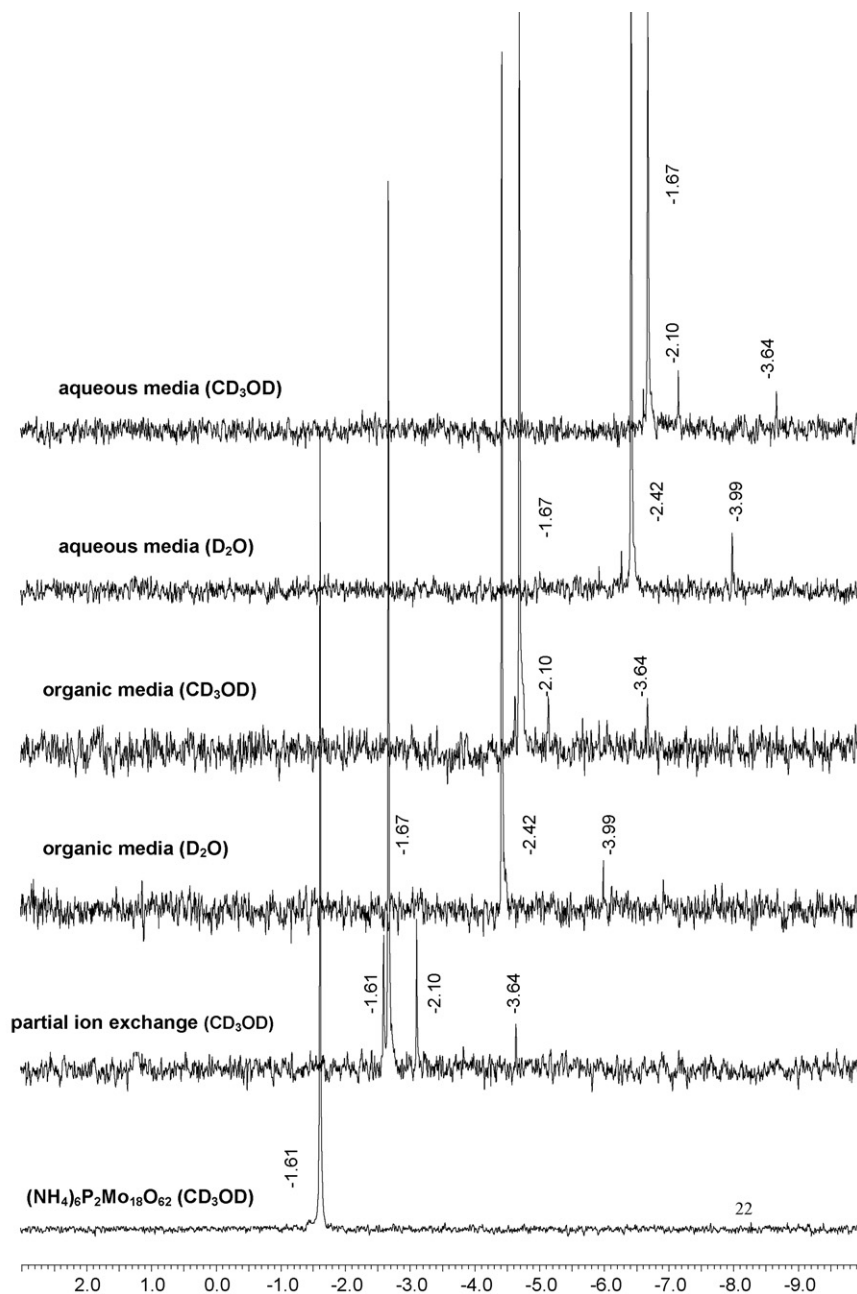 -1.67
-2.10
-3.64
aqueous media (CD₃OD)
-1.67
-2.42
-3.99
aqueous media (D₂O)
-2.10
-3.64
organic media (CD₃OD)
-1.67
-2.42
-3.99
organic media (D₂O)
-1.61
-2.10
-3.64
partial ion exchange (CD₃OD)
-1.61
(NH₄)₆P₂Mo₁₈O₆₂ (CD₃OD)
22
2.0 1.0 0.0 -1.0 -2.0 -3.0 -4.0 -5.0 -6.0 -7.0 -8.0 -9.0